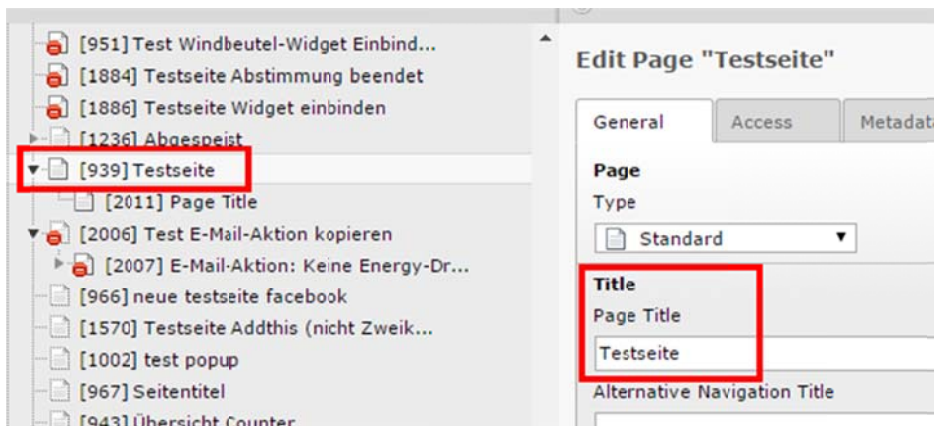 [951] Test Windbeutel-Widget Einbind...
[1884] Testseite Abstimmung beendet
[1886] Testseite Widget einbinden
[1236] Abgespeist
[939] Testseite
[2011] Page Title
[2006] Test E-Mail-Aktion kopieren
[2007] E-Mail-Aktion: Keine Energy-Dr...
[966] neue testseite facebook
[1570] Testseite Addthis (nicht Zweik...
[1002] test popup
[967] Seitentitel
[943] Übersicht Counter
Edit Page "Testseite"
General Access Metadat
Page
Type
Standard
Title
Page Title
Testseite
Alternative Navigation Title